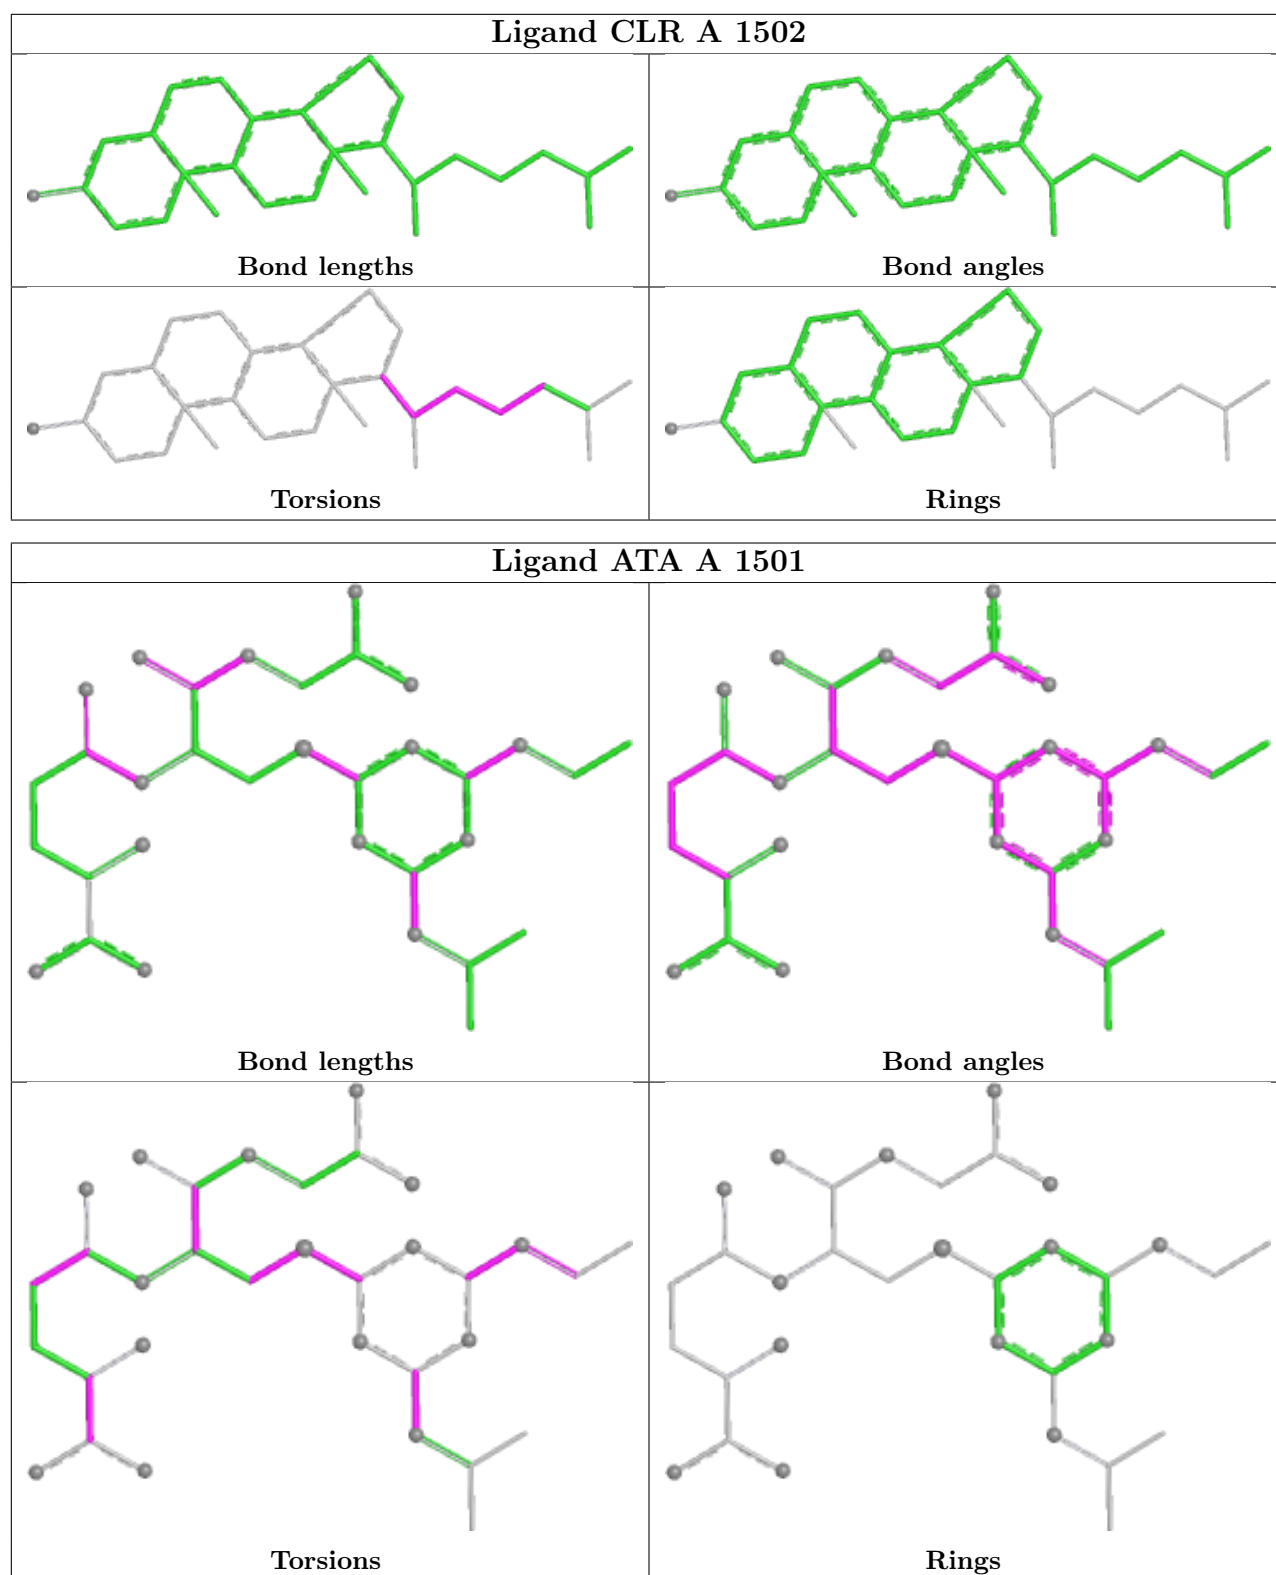 Ligand CLR A 1502
Bond lengths
Bond angles
Torsions
Rings
Ligand ATA A 1501
Bond lengths
Bond angles
Torsions
Rings